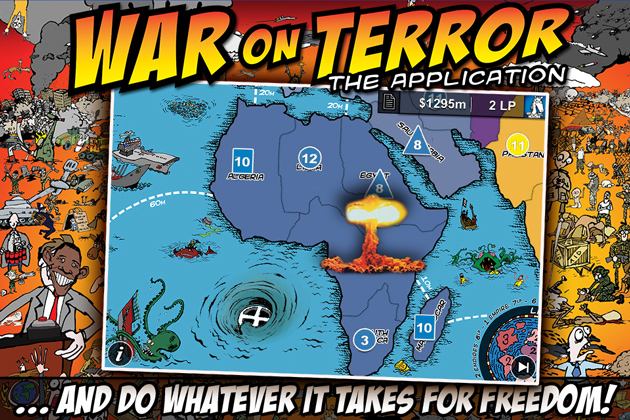 WAR ON TERROR
THE APPLICATION
20H
20H
$1295m
2 LP
10
ALGERIA
12
8
EGYPT
8
11
PAKISTAN
60H
10
3
i
... AND DO WHATEVER IT TAKES FOR FREEDOM!